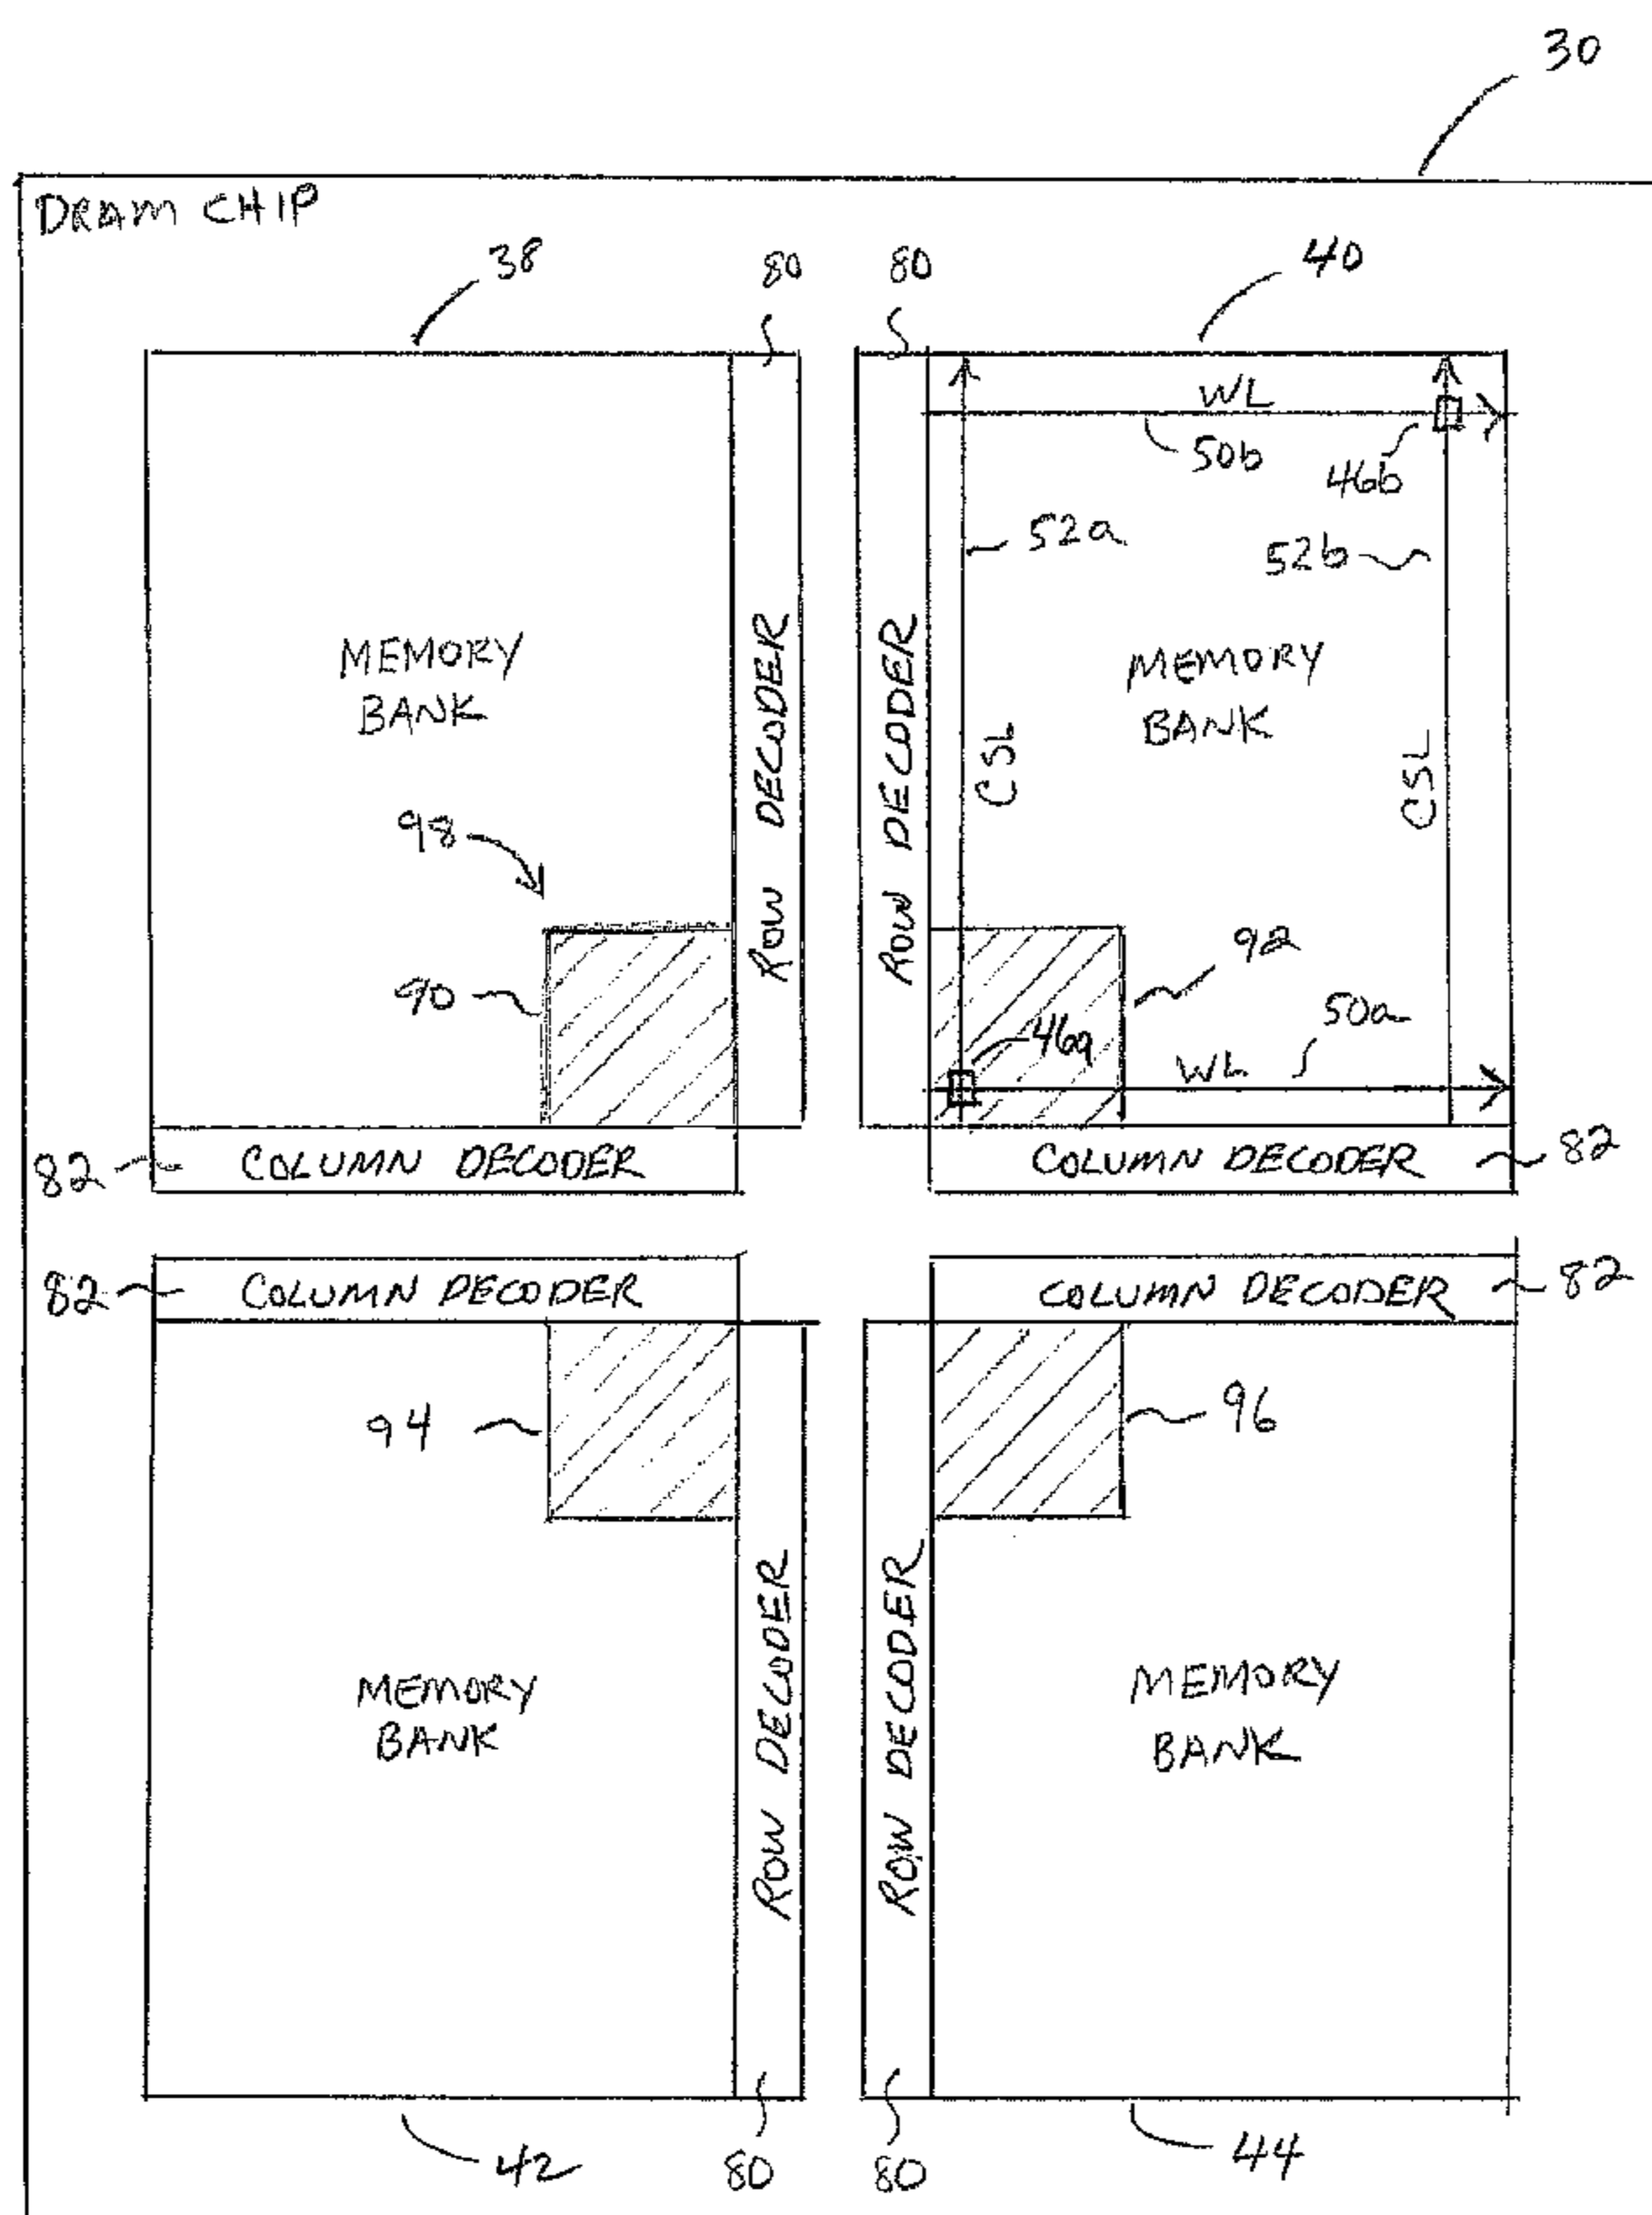 30
DRAM CHIP
38
80
80
40
WL
50b
46b
52a
52b
MEMORY
BANK
ROW DECODER
ROW DECODER
CSL
MEMORY
BANK
CSL
98
90
92
46a
50a
WL
82
COLUMN DECODER
COLUMN DECODER
82
82
COLUMN DECODER
COLUMN DECODER
82
94
96
MEMORY
BANK
ROW DECODER
ROW DECODER
MEMORY
BANK
42
80
80
44